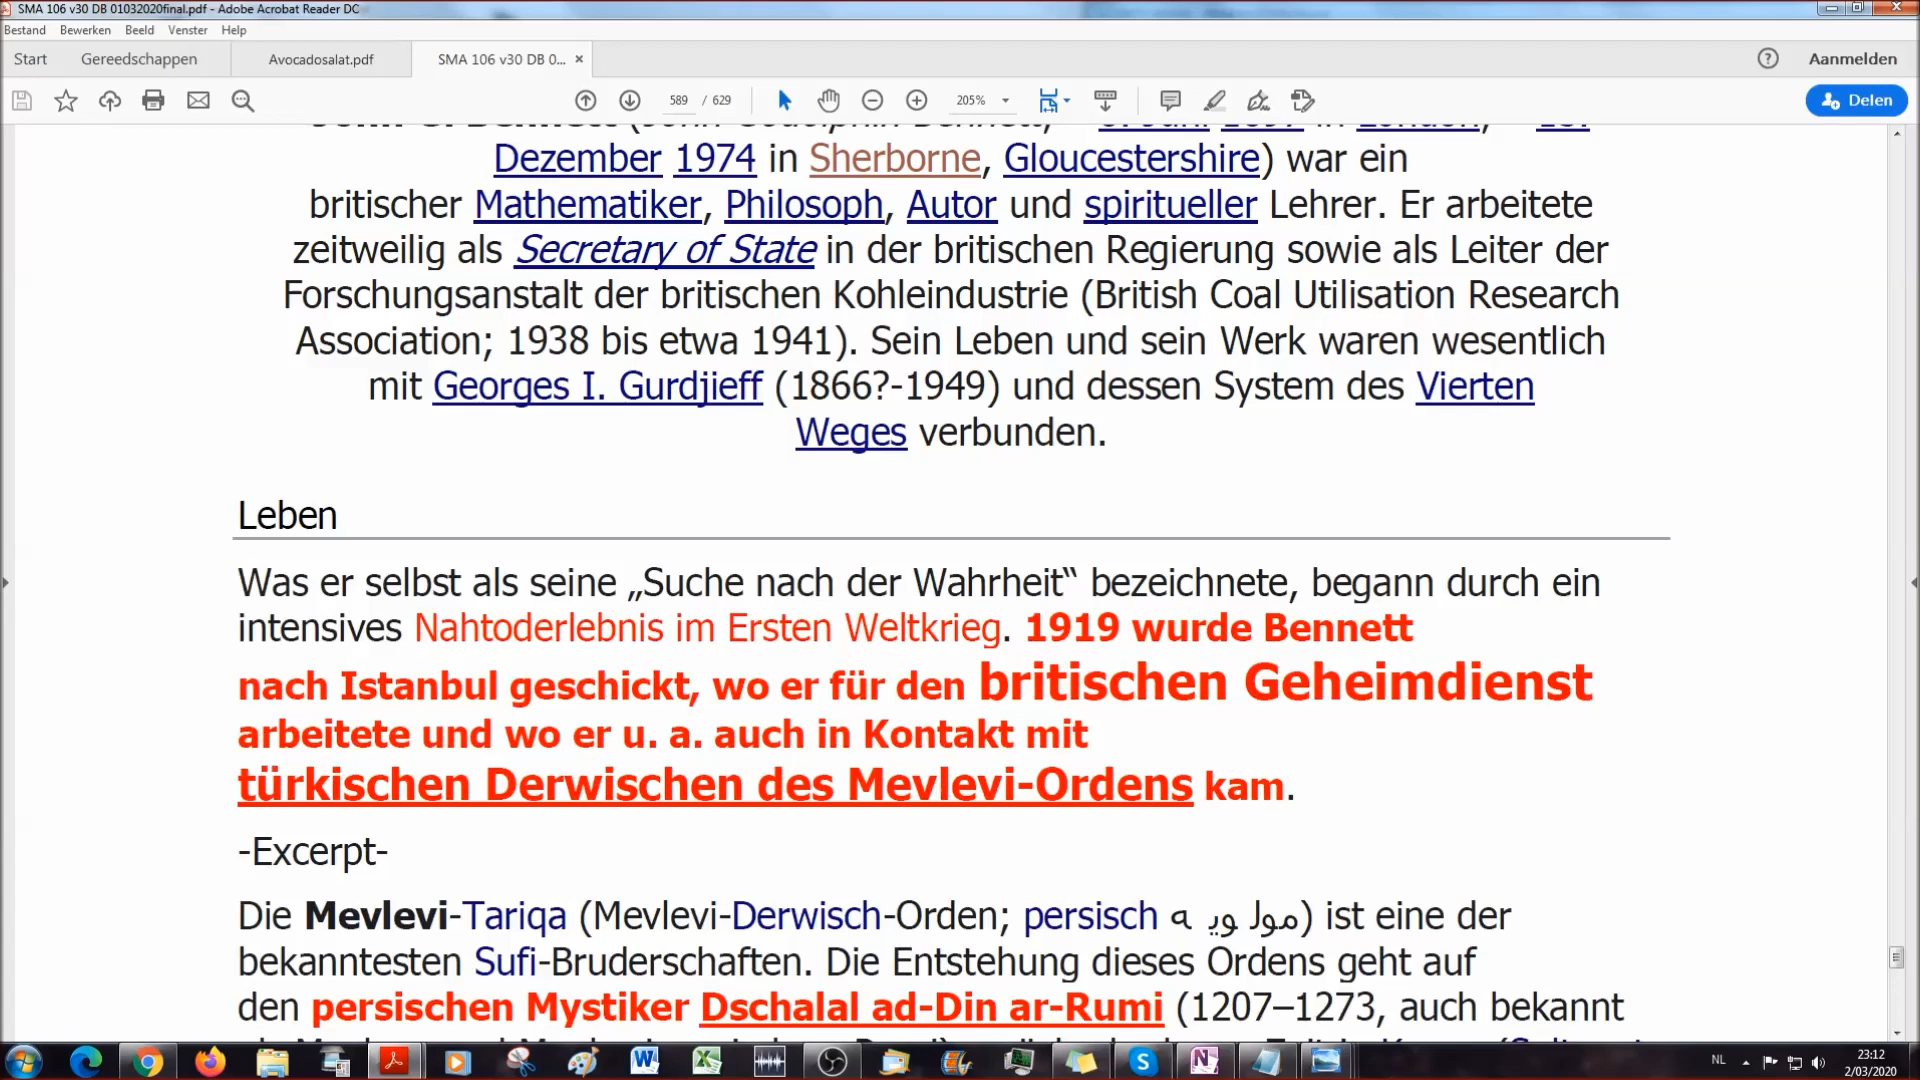 SMA 106 v30 DB 01032020final.pdf - Adobe Acrobat Reader DC
Bestand Bewerken Beeld Venster Help
Start Gereedschappen Avocadosalat.pdf SMA 106 v30 DB 0... × Aanmelden
589 / 629 205% Delen
Dezember 1974 in Sherborne, Gloucestershire) war ein
britischer Mathematiker, Philosoph, Autor und spiritueller Lehrer. Er arbeitete
zeitweilig als Secretary of State in der britischen Regierung sowie als Leiter der
Forschungsanstalt der britischen Kohleindustrie (British Coal Utilisation Research
Association; 1938 bis etwa 1941). Sein Leben und sein Werk waren wesentlich
mit Georges I. Gurdjieff (1866?-1949) und dessen System des Vierten
Weges verbunden.
Leben
Was er selbst als seine „Suche nach der Wahrheit“ bezeichnete, begann durch ein
intensives Nahtoderlebnis im Ersten Weltkrieg. 1919 wurde Bennett
nach Istanbul geschickt, wo er für den britischen Geheimdienst
arbeitete und wo er u. a. auch in Kontakt mit
türkischen Derwischen des Mevlevi-Ordens kam.
-Excerpt-
Die Mevlevi-Tariqa (Mevlevi-Derwisch-Orden; persisch مولويه) ist eine der
bekanntesten Sufi-Bruderschaften. Die Entstehung dieses Ordens geht auf
den persischen Mystiker Dschalal ad-Din ar-Rumi (1207–1273, auch bekannt
NL 23:12
2/03/2020